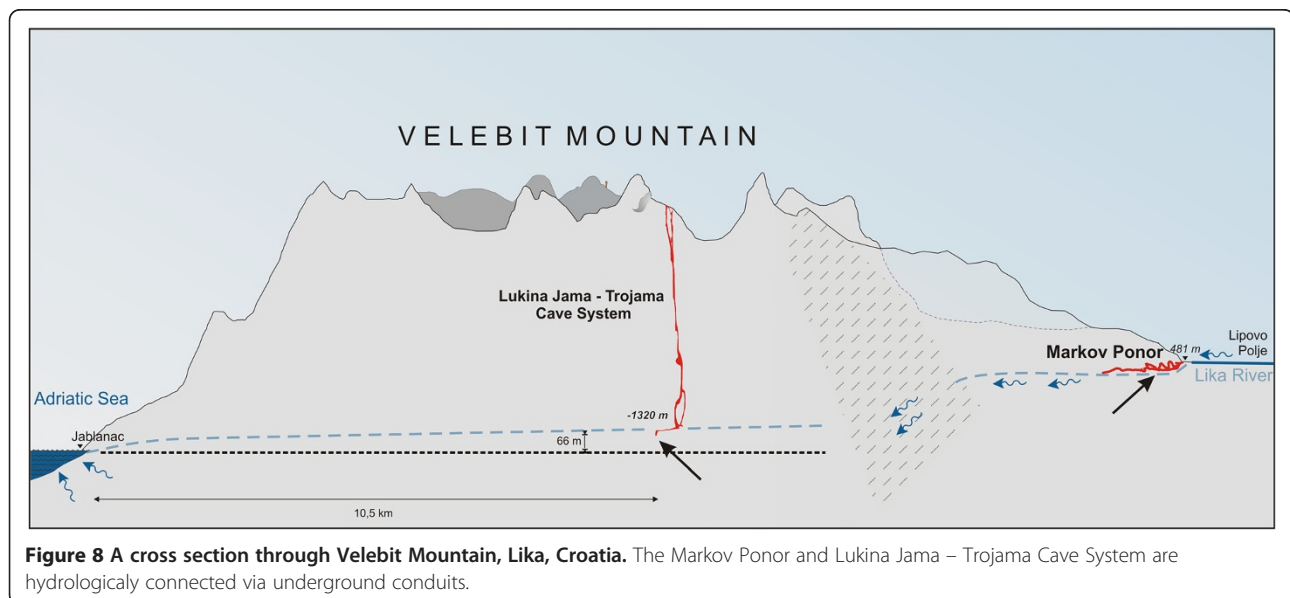 VELEBIT MOUNTAIN
Lukina Jama - Trojama
Cave System
Markov Ponor
481 m
Lipovo
Polje
Lika River
Adriatic Sea
Jablanac
-1320 m
66 m
10,5 km
Figure 8 A cross section through Velebit Mountain, Lika, Croatia. The Markov Ponor and Lukina Jama – Trojama Cave System are
hydrologicaly connected via underground conduits.